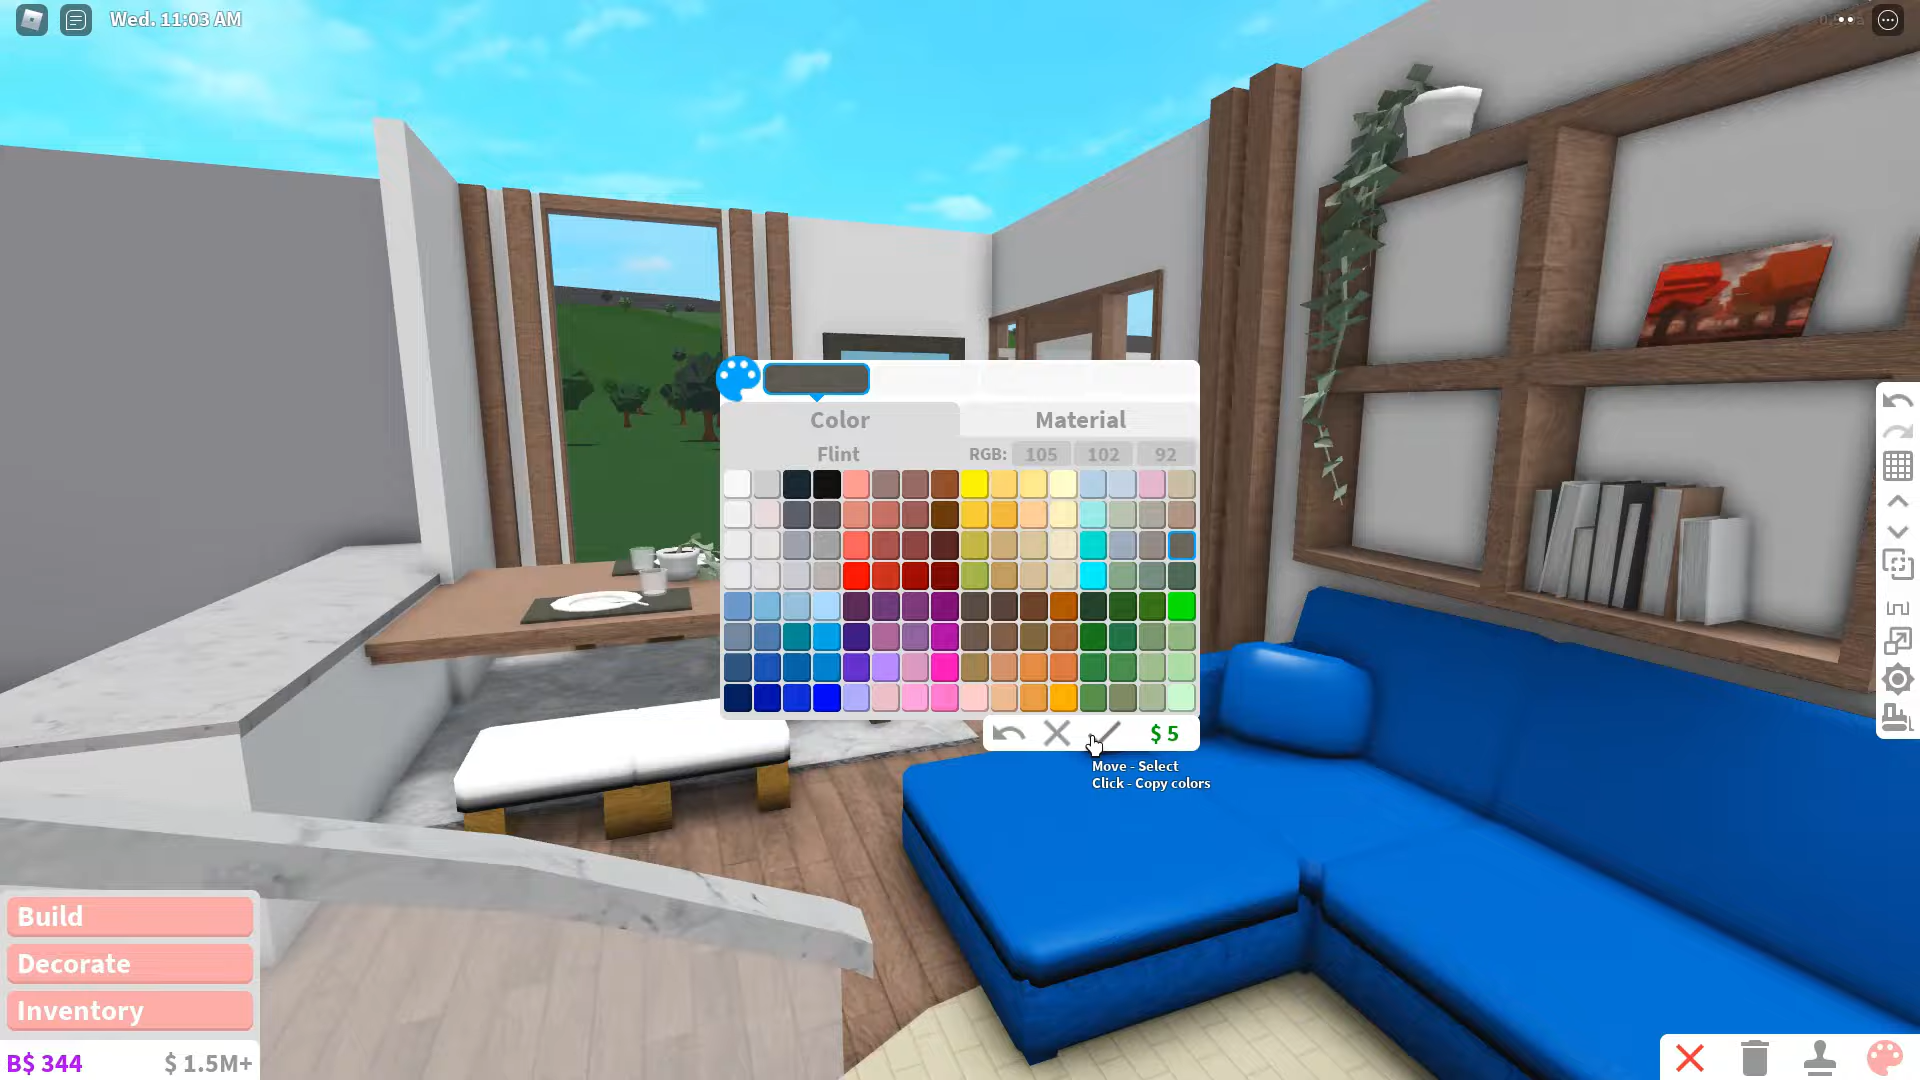 Wed. 11:03 AM
Color
Material
Flint
RGB: 105 102 92
$ 5
Move - Select
Click - Copy colors
Build
Decorate
Inventory
B$ 344
$ 1.5M+